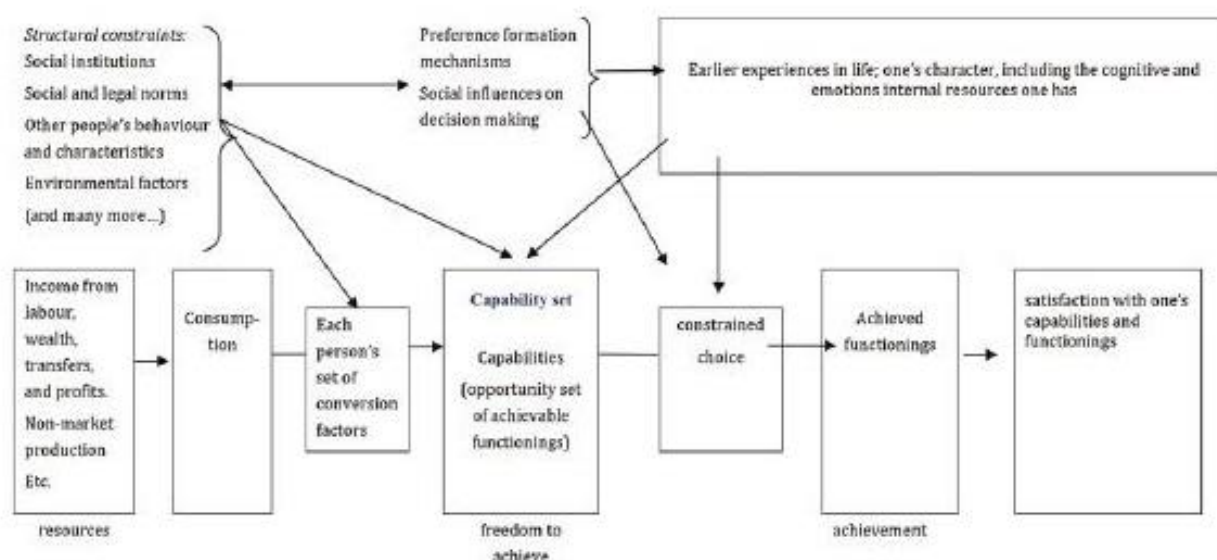 Structural constraints:
Social institutions
Social and legal norms
Other people's behaviour
and characteristics
Environmental factors
(and many more...)
Preference formation
mechanisms
Social influences on
decision making
Earlier experiences in life; one's character, including the cognitive and
emotions internal resources one has
Income from
labour,
wealth,
transfers,
and profits.
Non-market
production
Etc.
resources
Consump-
tion
Each
person's
set of
conversion
factors
Capability set
Capabilities
(opportunity set
of achievable
functionings)
freedom to
achieve
constrained
choice
Achieved
functionings
achievement
satisfaction with one's
capabilities and
functionings